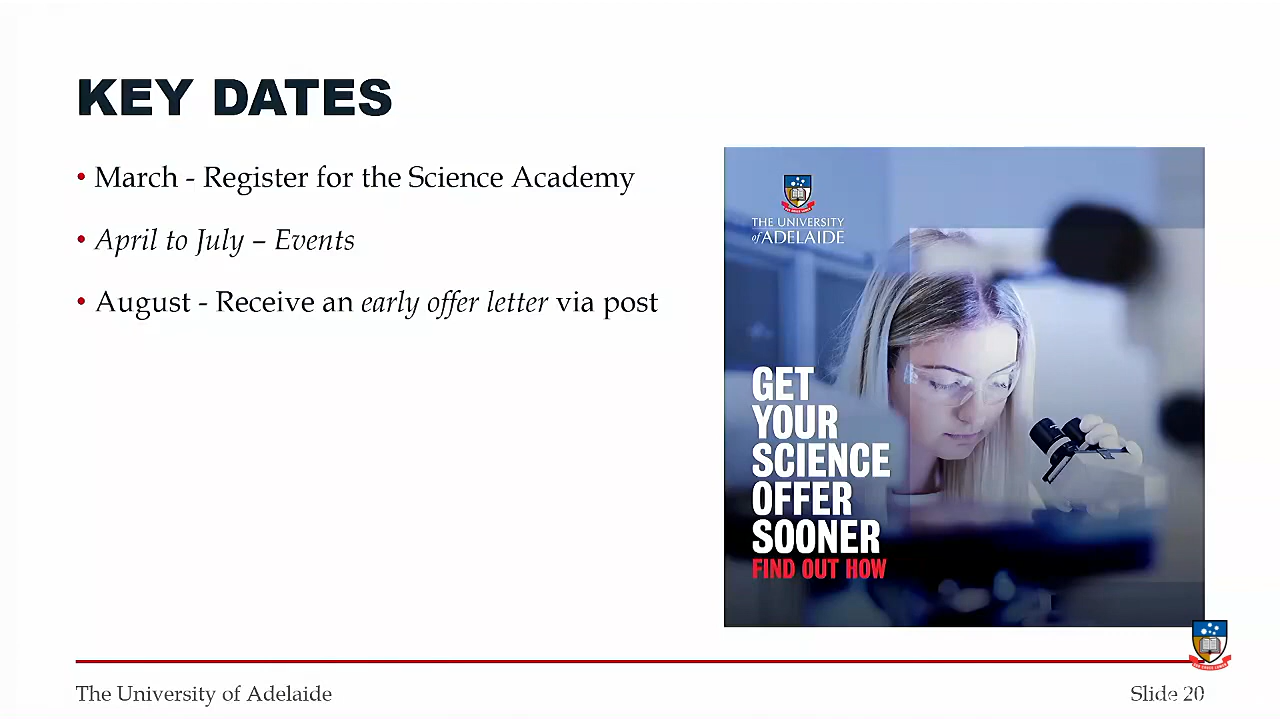 KEY DATES
• March - Register for the Science Academy
• April to July – Events
• August - Receive an early offer letter via post
THE UNIVERSITY
of ADELAIDE
GET
YOUR
SCIENCE
OFFER
SOONER
FIND OUT HOW
The University of Adelaide
Slide 20